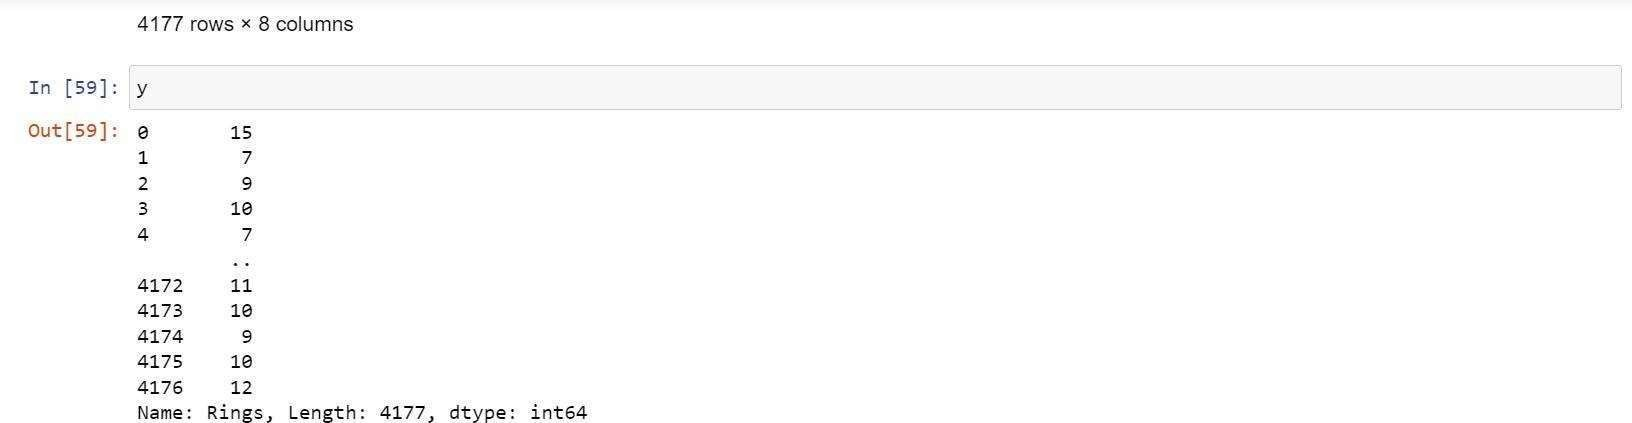 4177 rows × 8 columns
In [59]: y
Out[59]: 0 15
1 7
2 9
3 10
4 7
..
4172 11
4173 10
4174 9
4175 10
4176 12
Name: Rings, Length: 4177, dtype: int64